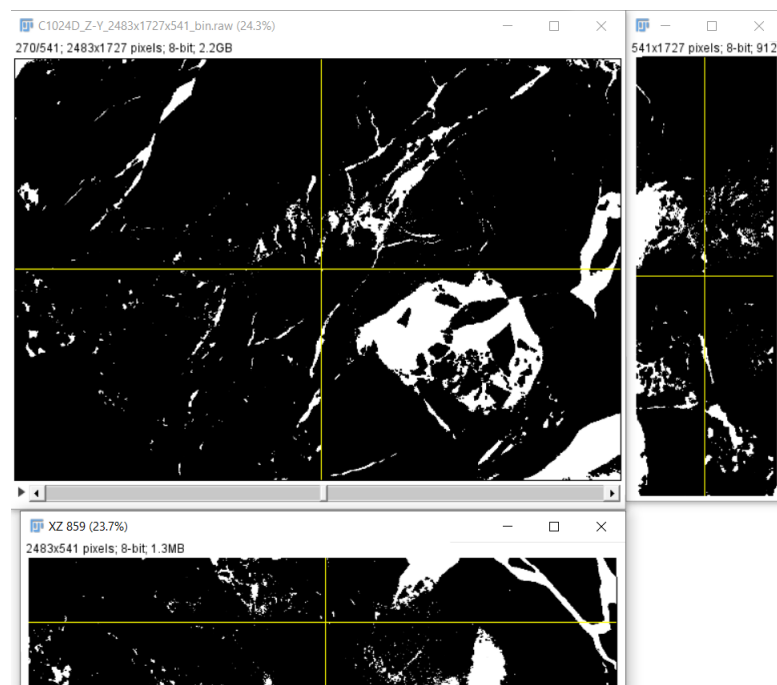 C1024D_Z-Y_2483x1727x541_bin.raw (24.3%)
270/541; 2483x1727 pixels; 8-bit; 2.2GB
541x1727 pixels; 8-bit; 912
XZ 859 (23.7%)
2483x541 pixels; 8-bit; 1.3MB